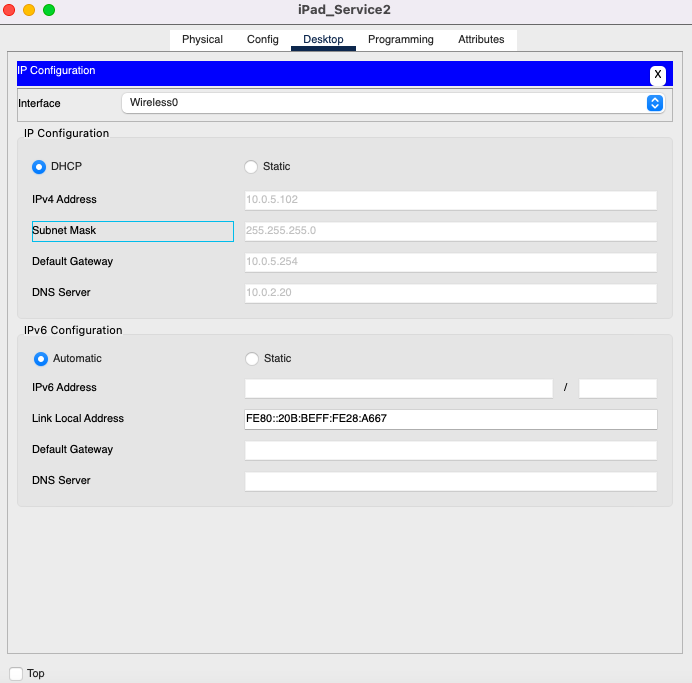 iPad_Service2
Physical Config Desktop Programming Attributes
IP Configuration X
Interface Wireless0
IP Configuration
DHCP Static
IPv4 Address 10.0.5.102
Subnet Mask 255.255.255.0
Default Gateway 10.0.5.254
DNS Server 10.0.2.20
IPv6 Configuration
Automatic Static
IPv6 Address /
Link Local Address FE80::20B:BEFF:FE28:A667
Default Gateway
DNS Server
Top